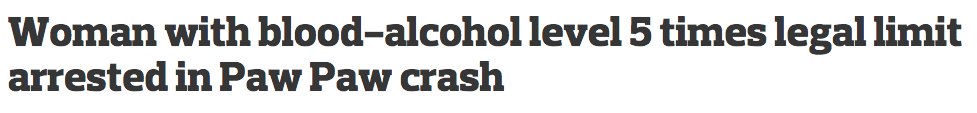 Woman with blood-alcohol level 5 times legal limit
arrested in Paw Paw crash